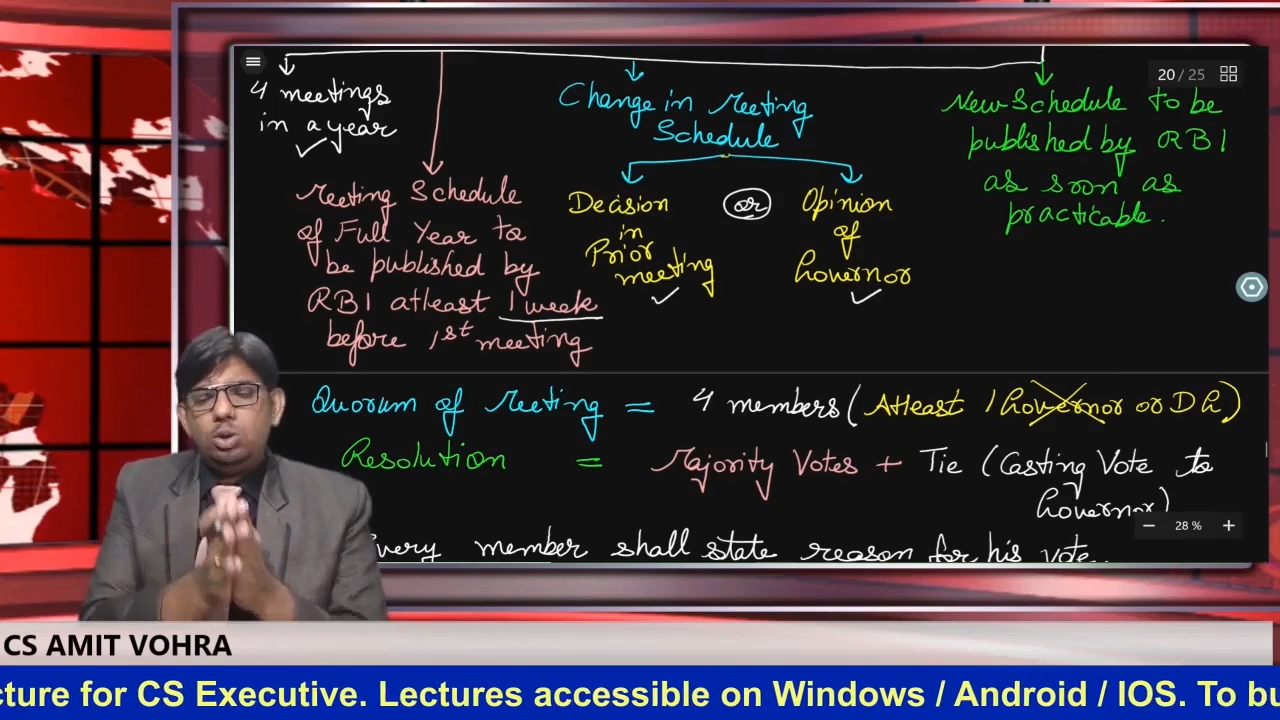 4 meetings
in a year
Meeting Schedule
of Full Year to
be published by
RBI atleast 1 week
before 1st meeting
Change in Meeting
Schedule
Decision
in
Prior
meeting
or
Opinion
of
Governor
New Schedule to be
published by RBI
as soon as
practicable.
20 / 25
Quorum of Meeting = 4 members (Atleast 1 Governor or DG)
Resolution = Majority Votes + Tie (Casting Vote to
Governor)
28 %
Every member shall state reason for his vote.
CS AMIT VOHRA
cture for CS Executive. Lectures accessible on Windows / Android / IOS. To bu